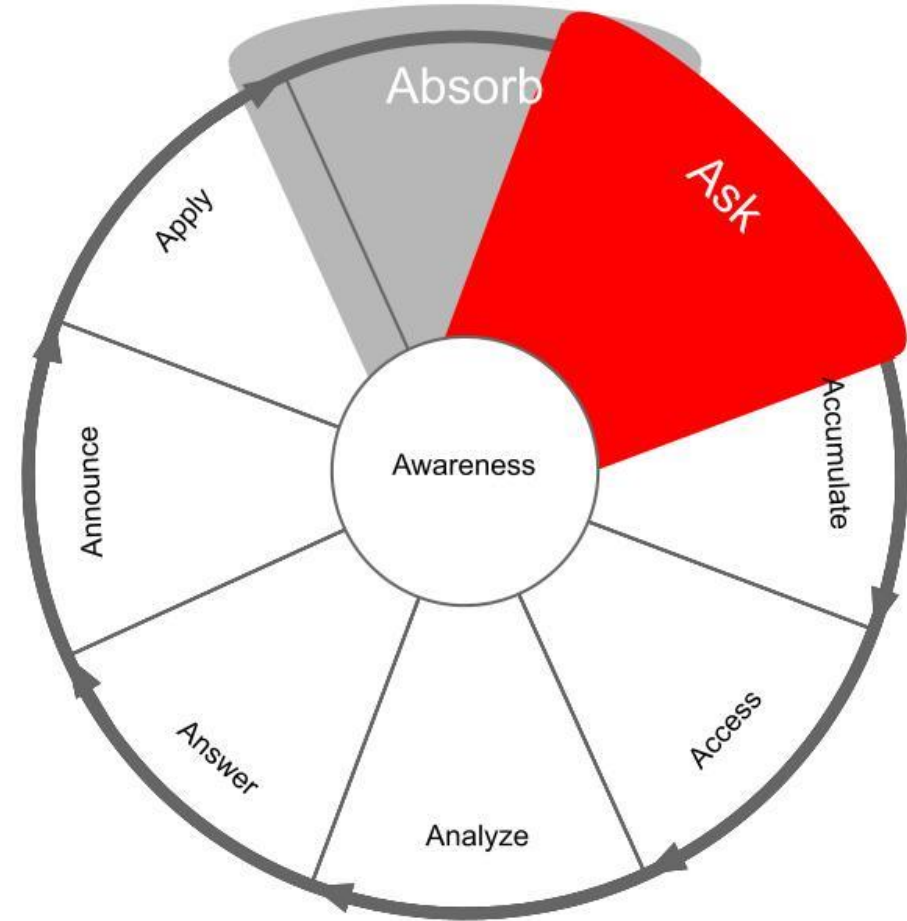 Absorb
Ask
Accumulate
Access
Analyze
Answer
Announce
Apply
Awareness